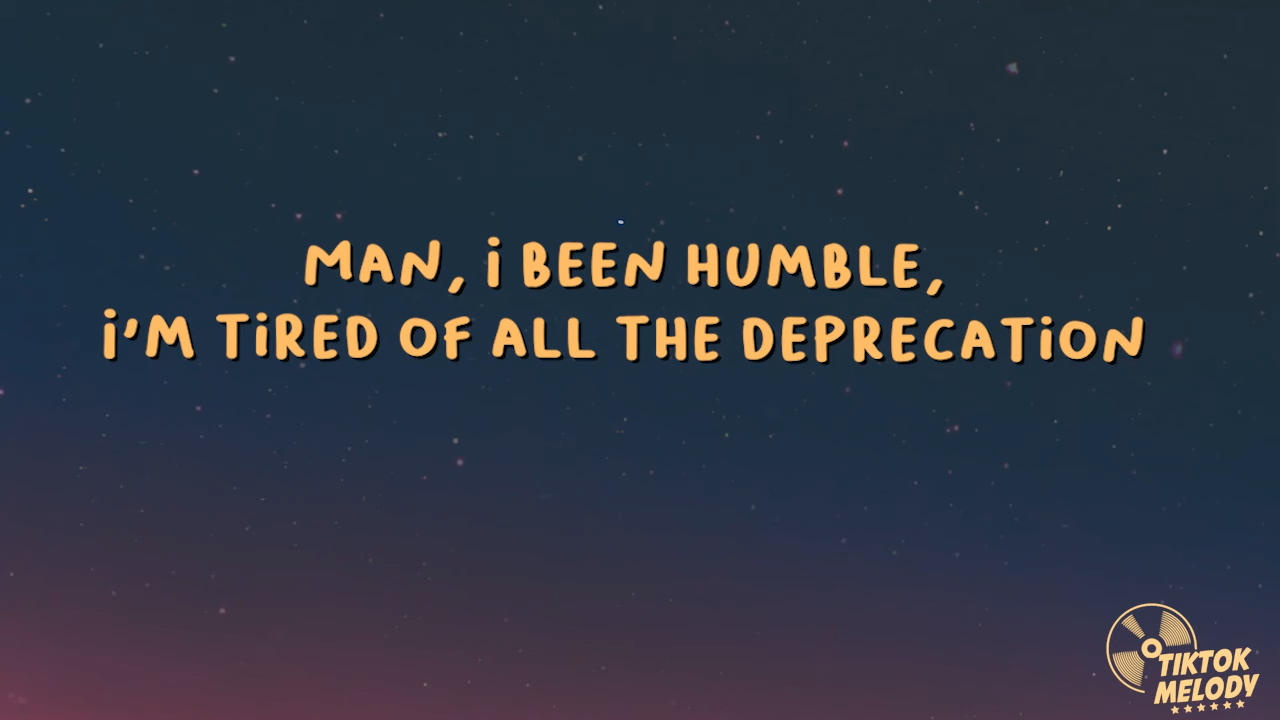 MAN, i BEEN HUMBLE,
i'M TiRED OF ALL THE DEPRECATiON
TIKTOK
MELODY